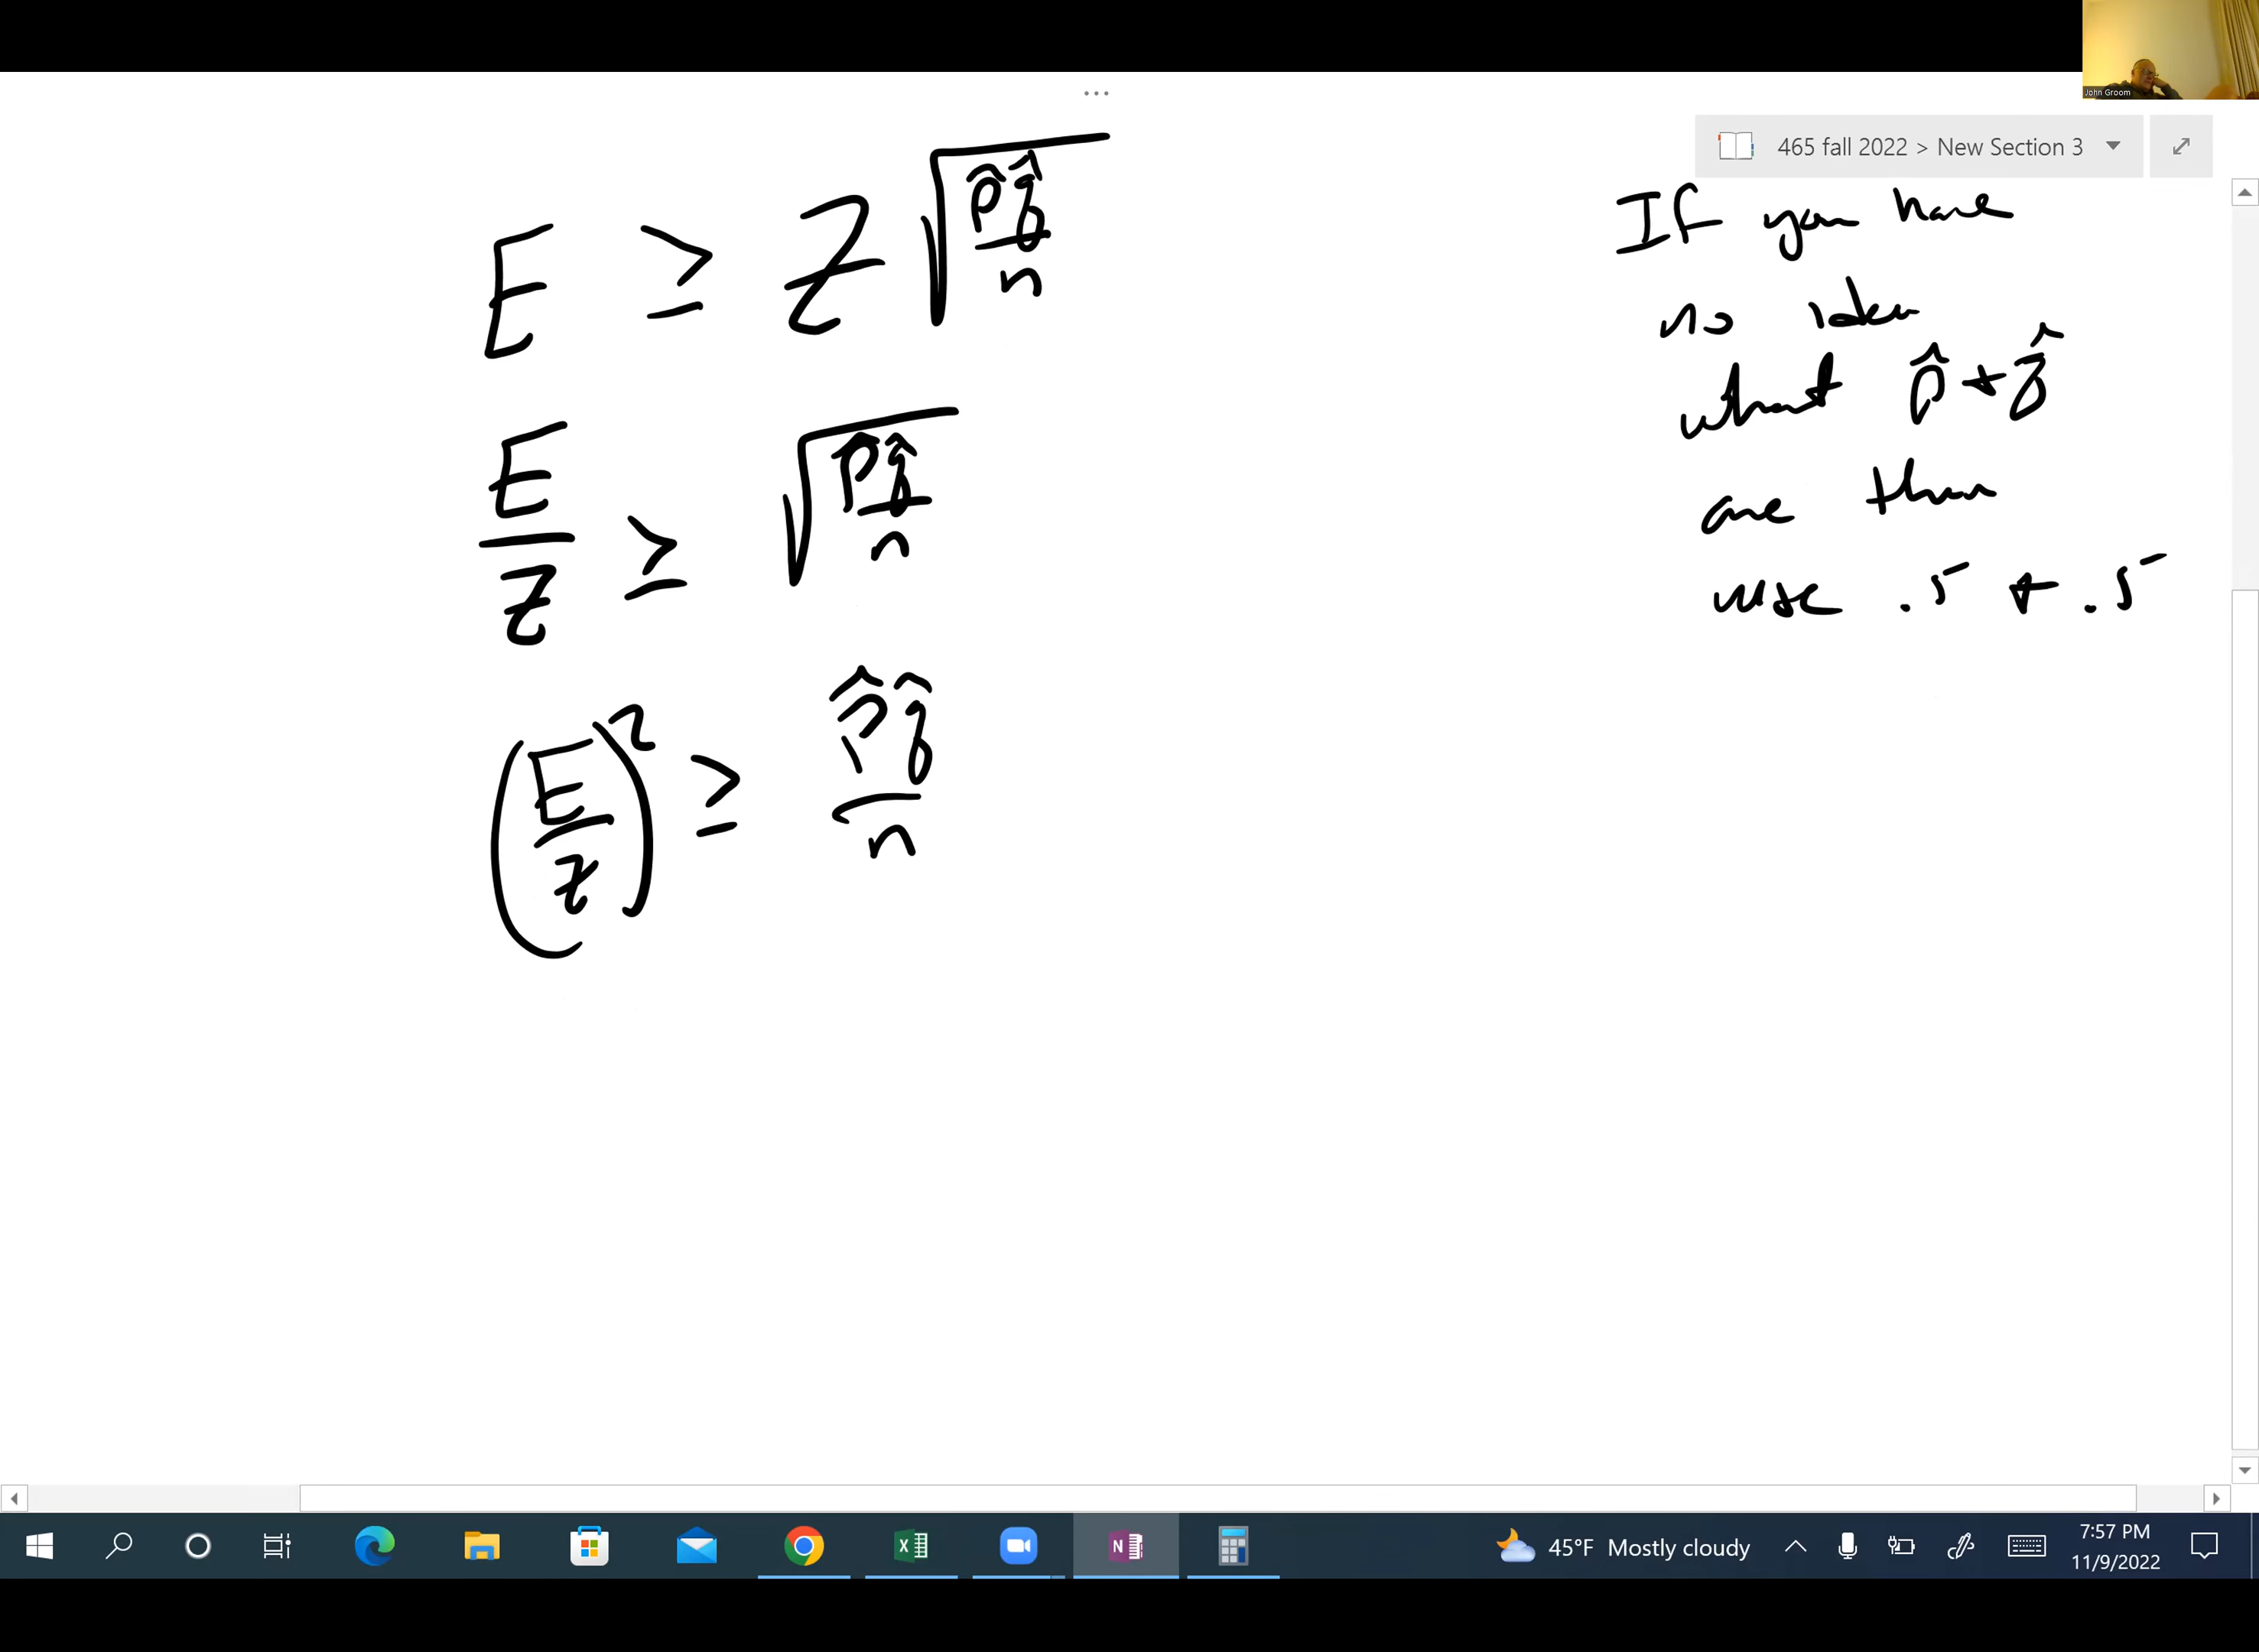 John Groom
465 fall 2022 > New Section 3
E ≥ Z √(p̂q̂/n)
E/Z ≥ √(p̂q̂/n)
(E/Z)² ≥ p̂q̂/n
If you have
no idea
what p̂ + q̂
are then
use .5 + .5
45°F Mostly cloudy
7:57 PM
11/9/2022